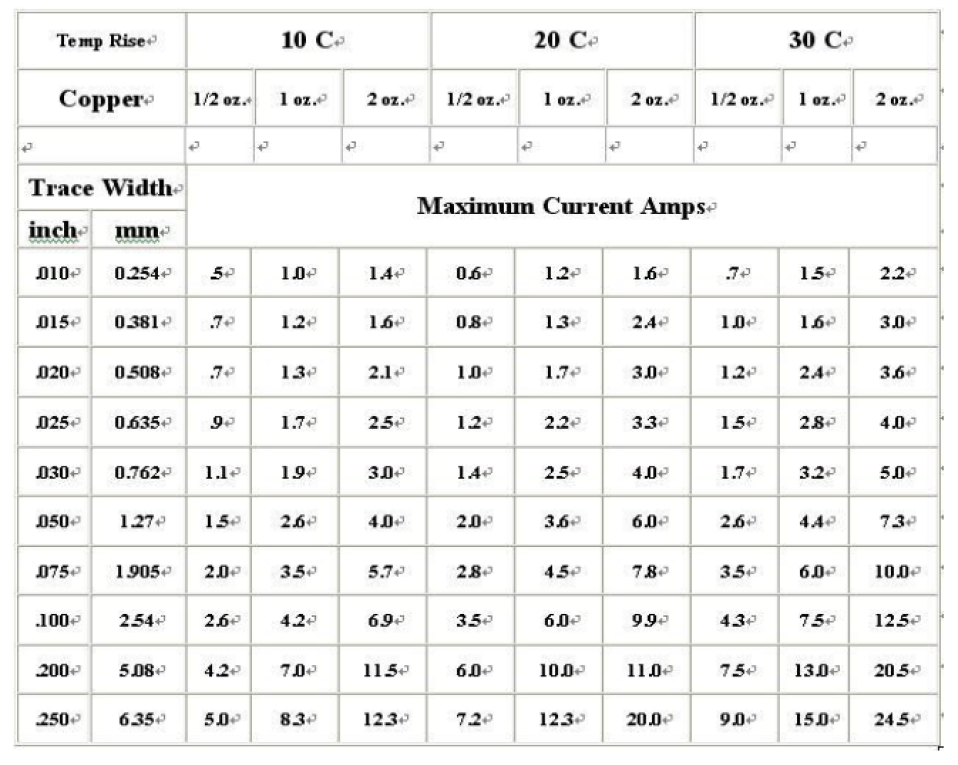 Temp Rise 10 C 20 C 30 C
Copper 1/2 oz. 1 oz. 2 oz. 1/2 oz. 1 oz. 2 oz. 1/2 oz. 1 oz. 2 oz.
Trace Width Maximum Current Amps
inch mm
.010 0.254 .5 1.0 1.4 0.6 1.2 1.6 .7 1.5 2.2
.015 0.381 .7 1.2 1.6 0.8 1.3 2.4 1.0 1.6 3.0
.020 0.508 .7 1.3 2.1 1.0 1.7 3.0 1.2 2.4 3.6
.025 0.635 .9 1.7 2.5 1.2 2.2 3.3 1.5 2.8 4.0
.030 0.762 1.1 1.9 3.0 1.4 2.5 4.0 1.7 3.2 5.0
.050 1.27 1.5 2.6 4.0 2.0 3.6 6.0 2.6 4.4 7.3
.075 1.905 2.0 3.5 5.7 2.8 4.5 7.8 3.5 6.0 10.0
.100 2.54 2.6 4.2 6.9 3.5 6.0 9.9 4.3 7.5 12.5
.200 5.08 4.2 7.0 11.5 6.0 10.0 11.0 7.5 13.0 20.5
.250 6.35 5.0 8.3 12.3 7.2 12.3 20.0 9.0 15.0 24.5